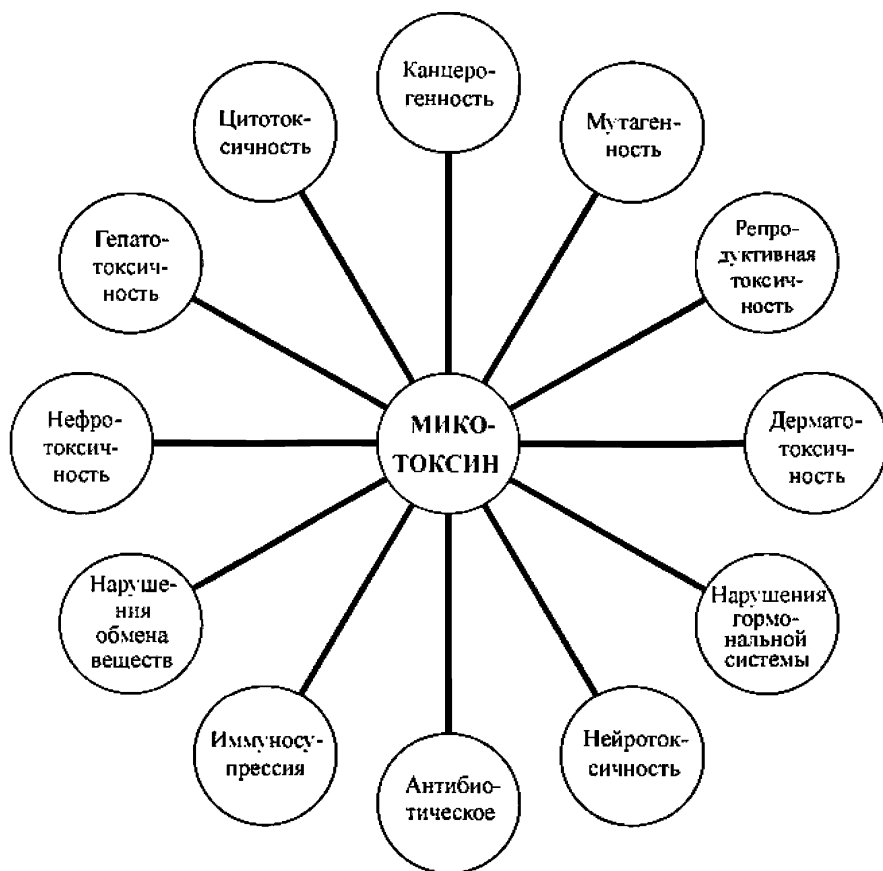 Канцеро-
генность
Мутаген-
ность
Репро-
дуктивная
токсич-
ность
Дермато-
токсич-
ность
Нарушения
гормо-
нальной
системы
Нейроток-
сичность
Антибио-
тическое
Иммуносу-
прессия
Наруше-
ния
обмена
веществ
Нефро-
токсич-
ность
Гепато-
токсич-
ность
Цитоток-
сичность
МИКО-
ТОКСИН